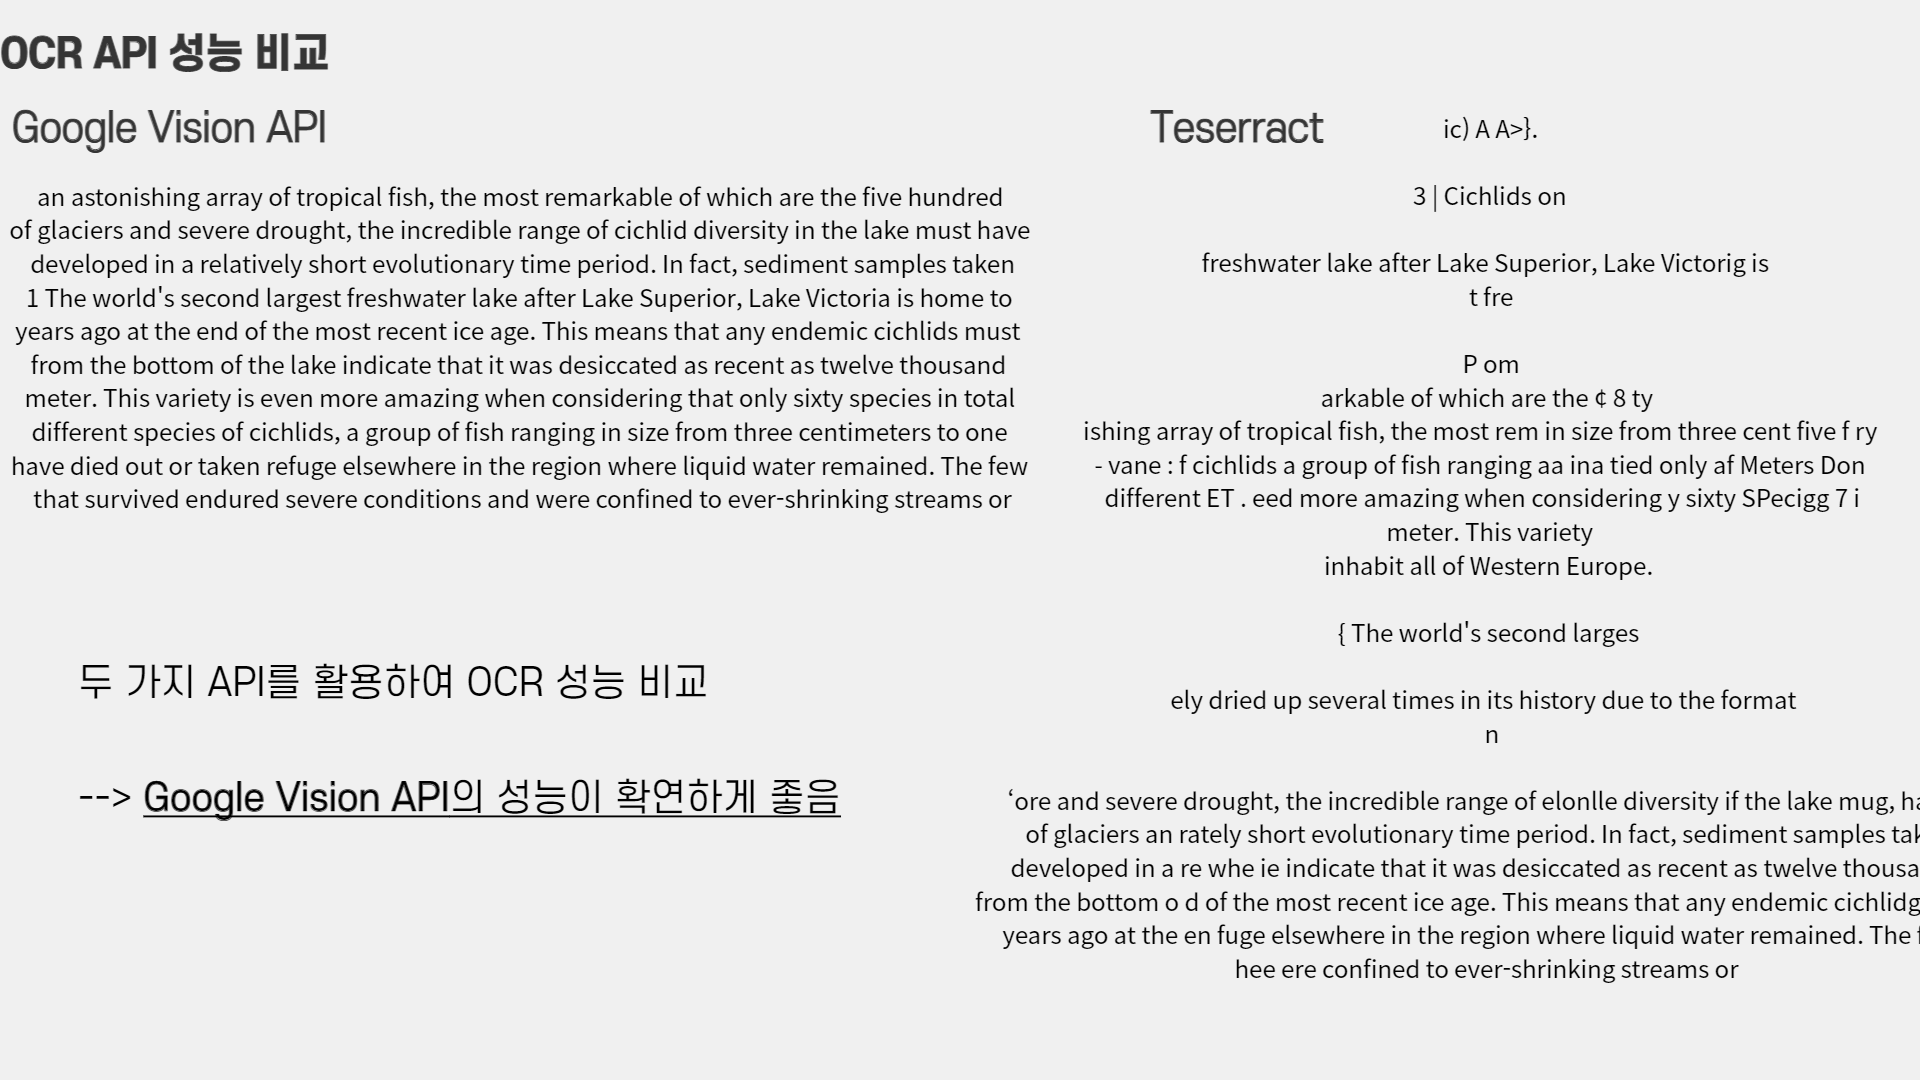 OCR API 성능 비교
Google Vision API
an astonishing array of tropical fish, the most remarkable of which are the five hundred
of glaciers and severe drought, the incredible range of cichlid diversity in the lake must have
developed in a relatively short evolutionary time period. In fact, sediment samples taken
1 The world's second largest freshwater lake after Lake Superior, Lake Victoria is home to
years ago at the end of the most recent ice age. This means that any endemic cichlids must
from the bottom of the lake indicate that it was desiccated as recent as twelve thousand
meter. This variety is even more amazing when considering that only sixty species in total
different species of cichlids, a group of fish ranging in size from three centimeters to one
have died out or taken refuge elsewhere in the region where liquid water remained. The few
that survived endured severe conditions and were confined to ever-shrinking streams or
두 가지 API를 활용하여 OCR 성능 비교
--> Google Vision API의 성능이 확연하게 좋음
Teserract
ic) A A>}.
3 | Cichlids on
freshwater lake after Lake Superior, Lake Victorig is
t fre
P om
arkable of which are the ¢ 8 ty
ishing array of tropical fish, the most rem in size from three cent five f ry
- vane : f cichlids a group of fish ranging aa ina tied only af Meters Don
different ET . eed more amazing when considering y sixty SPecigg 7 i
meter. This variety
inhabit all of Western Europe.
{ The world's second larges
ely dried up several times in its history due to the format
n
‘ore and severe drought, the incredible range of elonlle diversity if the lake mug,
of glaciers an rately short evolutionary time period. In fact, sediment samples
developed in a re whe ie indicate that it was desiccated as recent as twelve
from the bottom o d of the most recent ice age. This means that any endemic cichlidg
years ago at the en fuge elsewhere in the region where liquid water remained. The
hee ere confined to ever-shrinking streams or